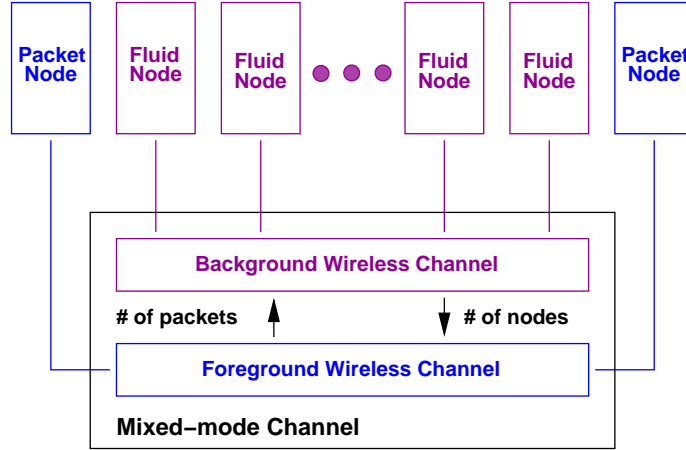 Packet
Node
Fluid
Node
Fluid
Node
Fluid
Node
Fluid
Node
Packet
Node
Background Wireless Channel
# of packets
# of nodes
Foreground Wireless Channel
Mixed−mode Channel